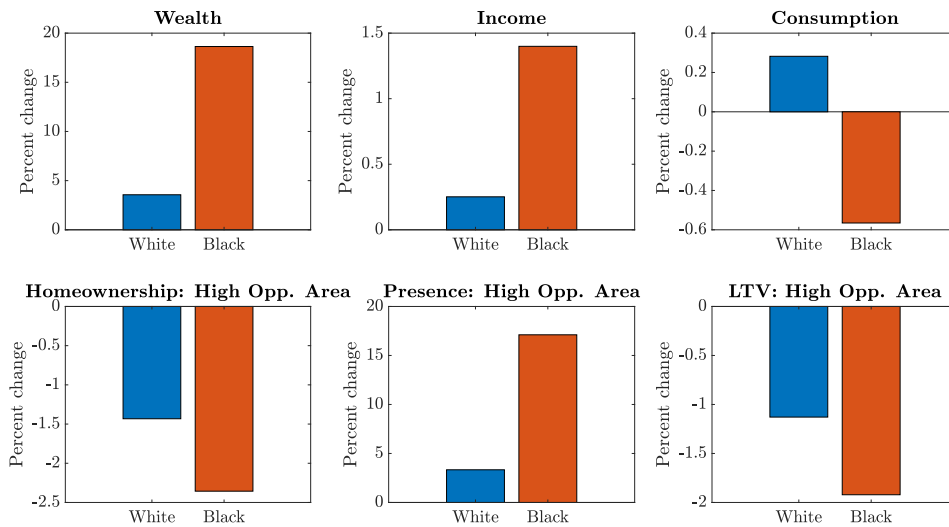 Wealth
Percent change
20
15
10
5
0
White Black
Income
Percent change
1.5
1
0.5
0
White Black
Consumption
Percent change
0.4
0.2
0
-0.2
-0.4
-0.6
White Black
Homeownership: High Opp. Area
Percent change
0
-0.5
-1
-1.5
-2
-2.5
White Black
Presence: High Opp. Area
Percent change
20
15
10
5
0
White Black
LTV: High Opp. Area
Percent change
0
-0.5
-1
-1.5
-2
White Black